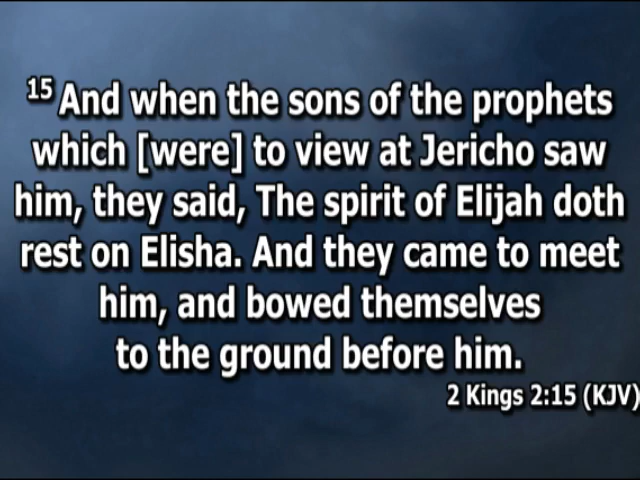 15 And when the sons of the prophets
which [were] to view at Jericho saw
him, they said, The spirit of Elijah doth
rest on Elisha. And they came to meet
him, and bowed themselves
to the ground before him.
2 Kings 2:15 (KJV)